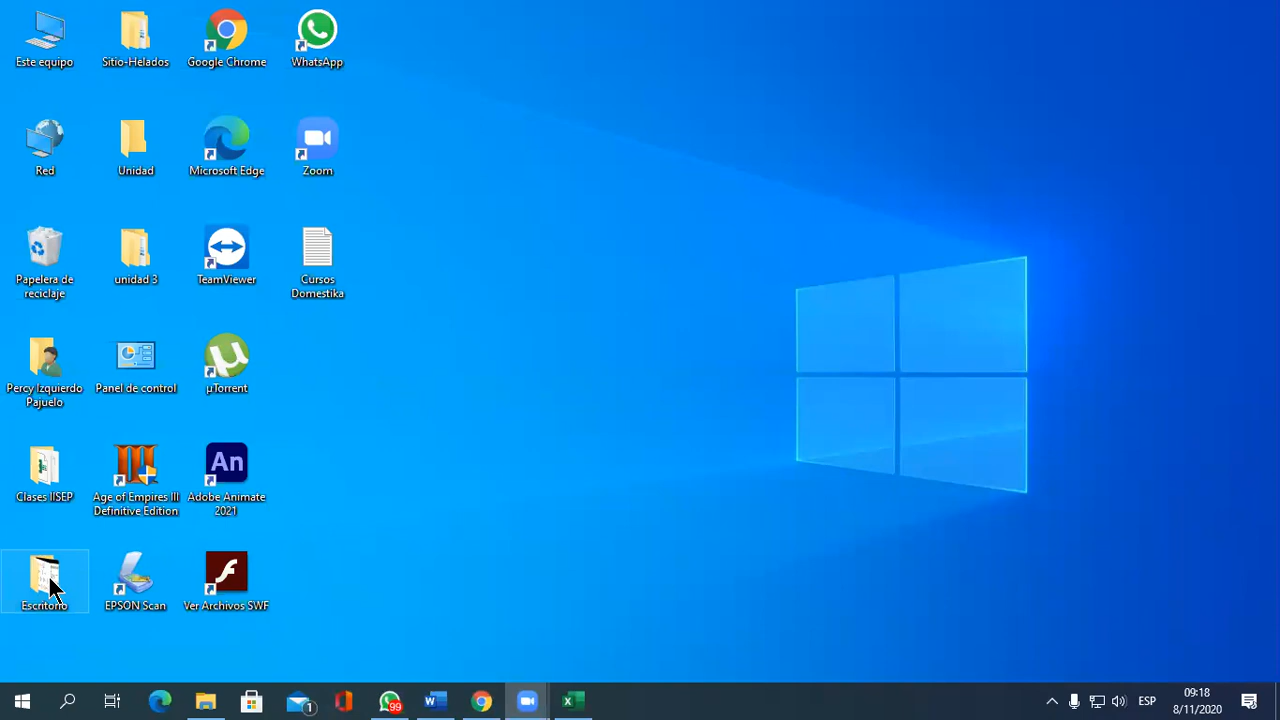 Este equipo
Sitio-Helados
Google Chrome
WhatsApp
Red
Unidad
Microsoft Edge
Zoom
Papelera de
reciclaje
unidad 3
TeamViewer
Cursos
Domestika
Percy Izquierdo
Pajuelo
Panel de control
µTorrent
Clases IISEP
Age of Empires III
Definitive Edition
An
Adobe Animate
2021
Escritorio
EPSON Scan
Ver Archivos SWF
1
99
W
X
ESP
09:18
8/11/2020